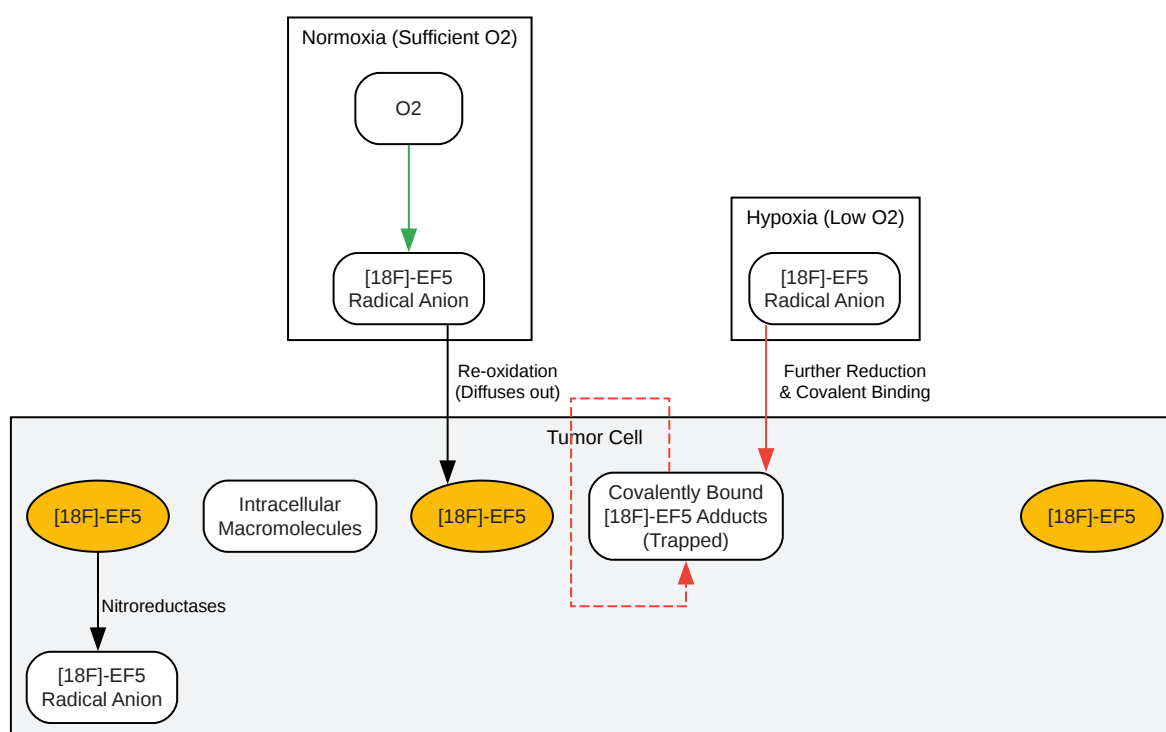 Normoxia (Sufficient O2)
O2
[18F]-EF5
Radical Anion
Hypoxia (Low O2)
[18F]-EF5
Radical Anion
Re-oxidation
(Diffuses out)
Further Reduction
& Covalent Binding
Tumor Cell
[18F]-EF5
Intracellular
Macromolecules
[18F]-EF5
Covalently Bound
[18F]-EF5 Adducts
(Trapped)
[18F]-EF5
Nitroreductases
[18F]-EF5
Radical Anion